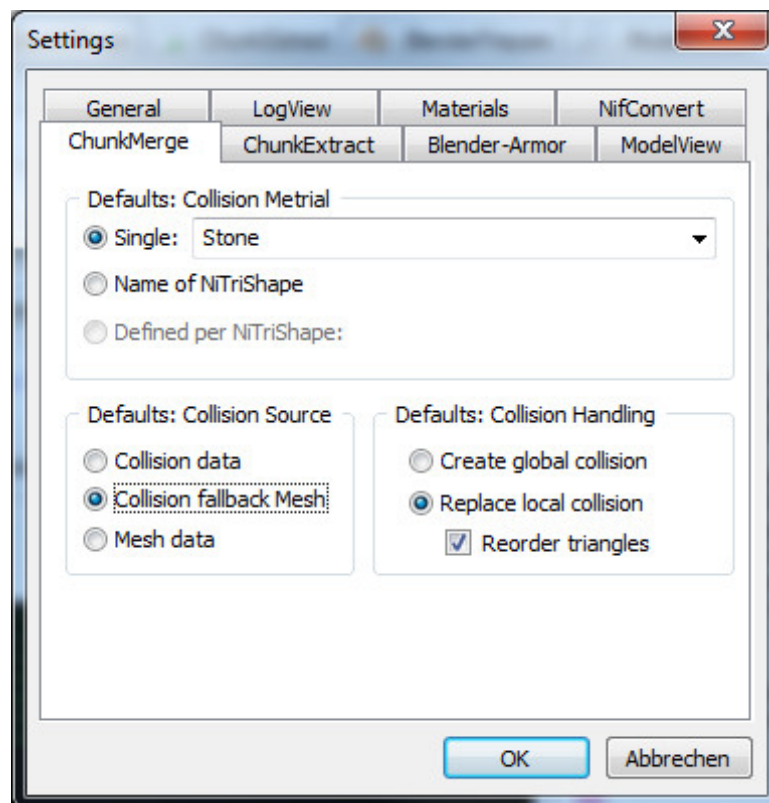 Settings
General LogView Materials NifConvert
ChunkMerge ChunkExtract Blender-Armor ModelView
Defaults: Collision Metrial
Single: Stone
Name of NiTriShape
Defined per NiTriShape:
Defaults: Collision Source
Collision data
Collision fallback Mesh
Mesh data
Defaults: Collision Handling
Create global collision
Replace local collision
Reorder triangles
OK Abbrechen